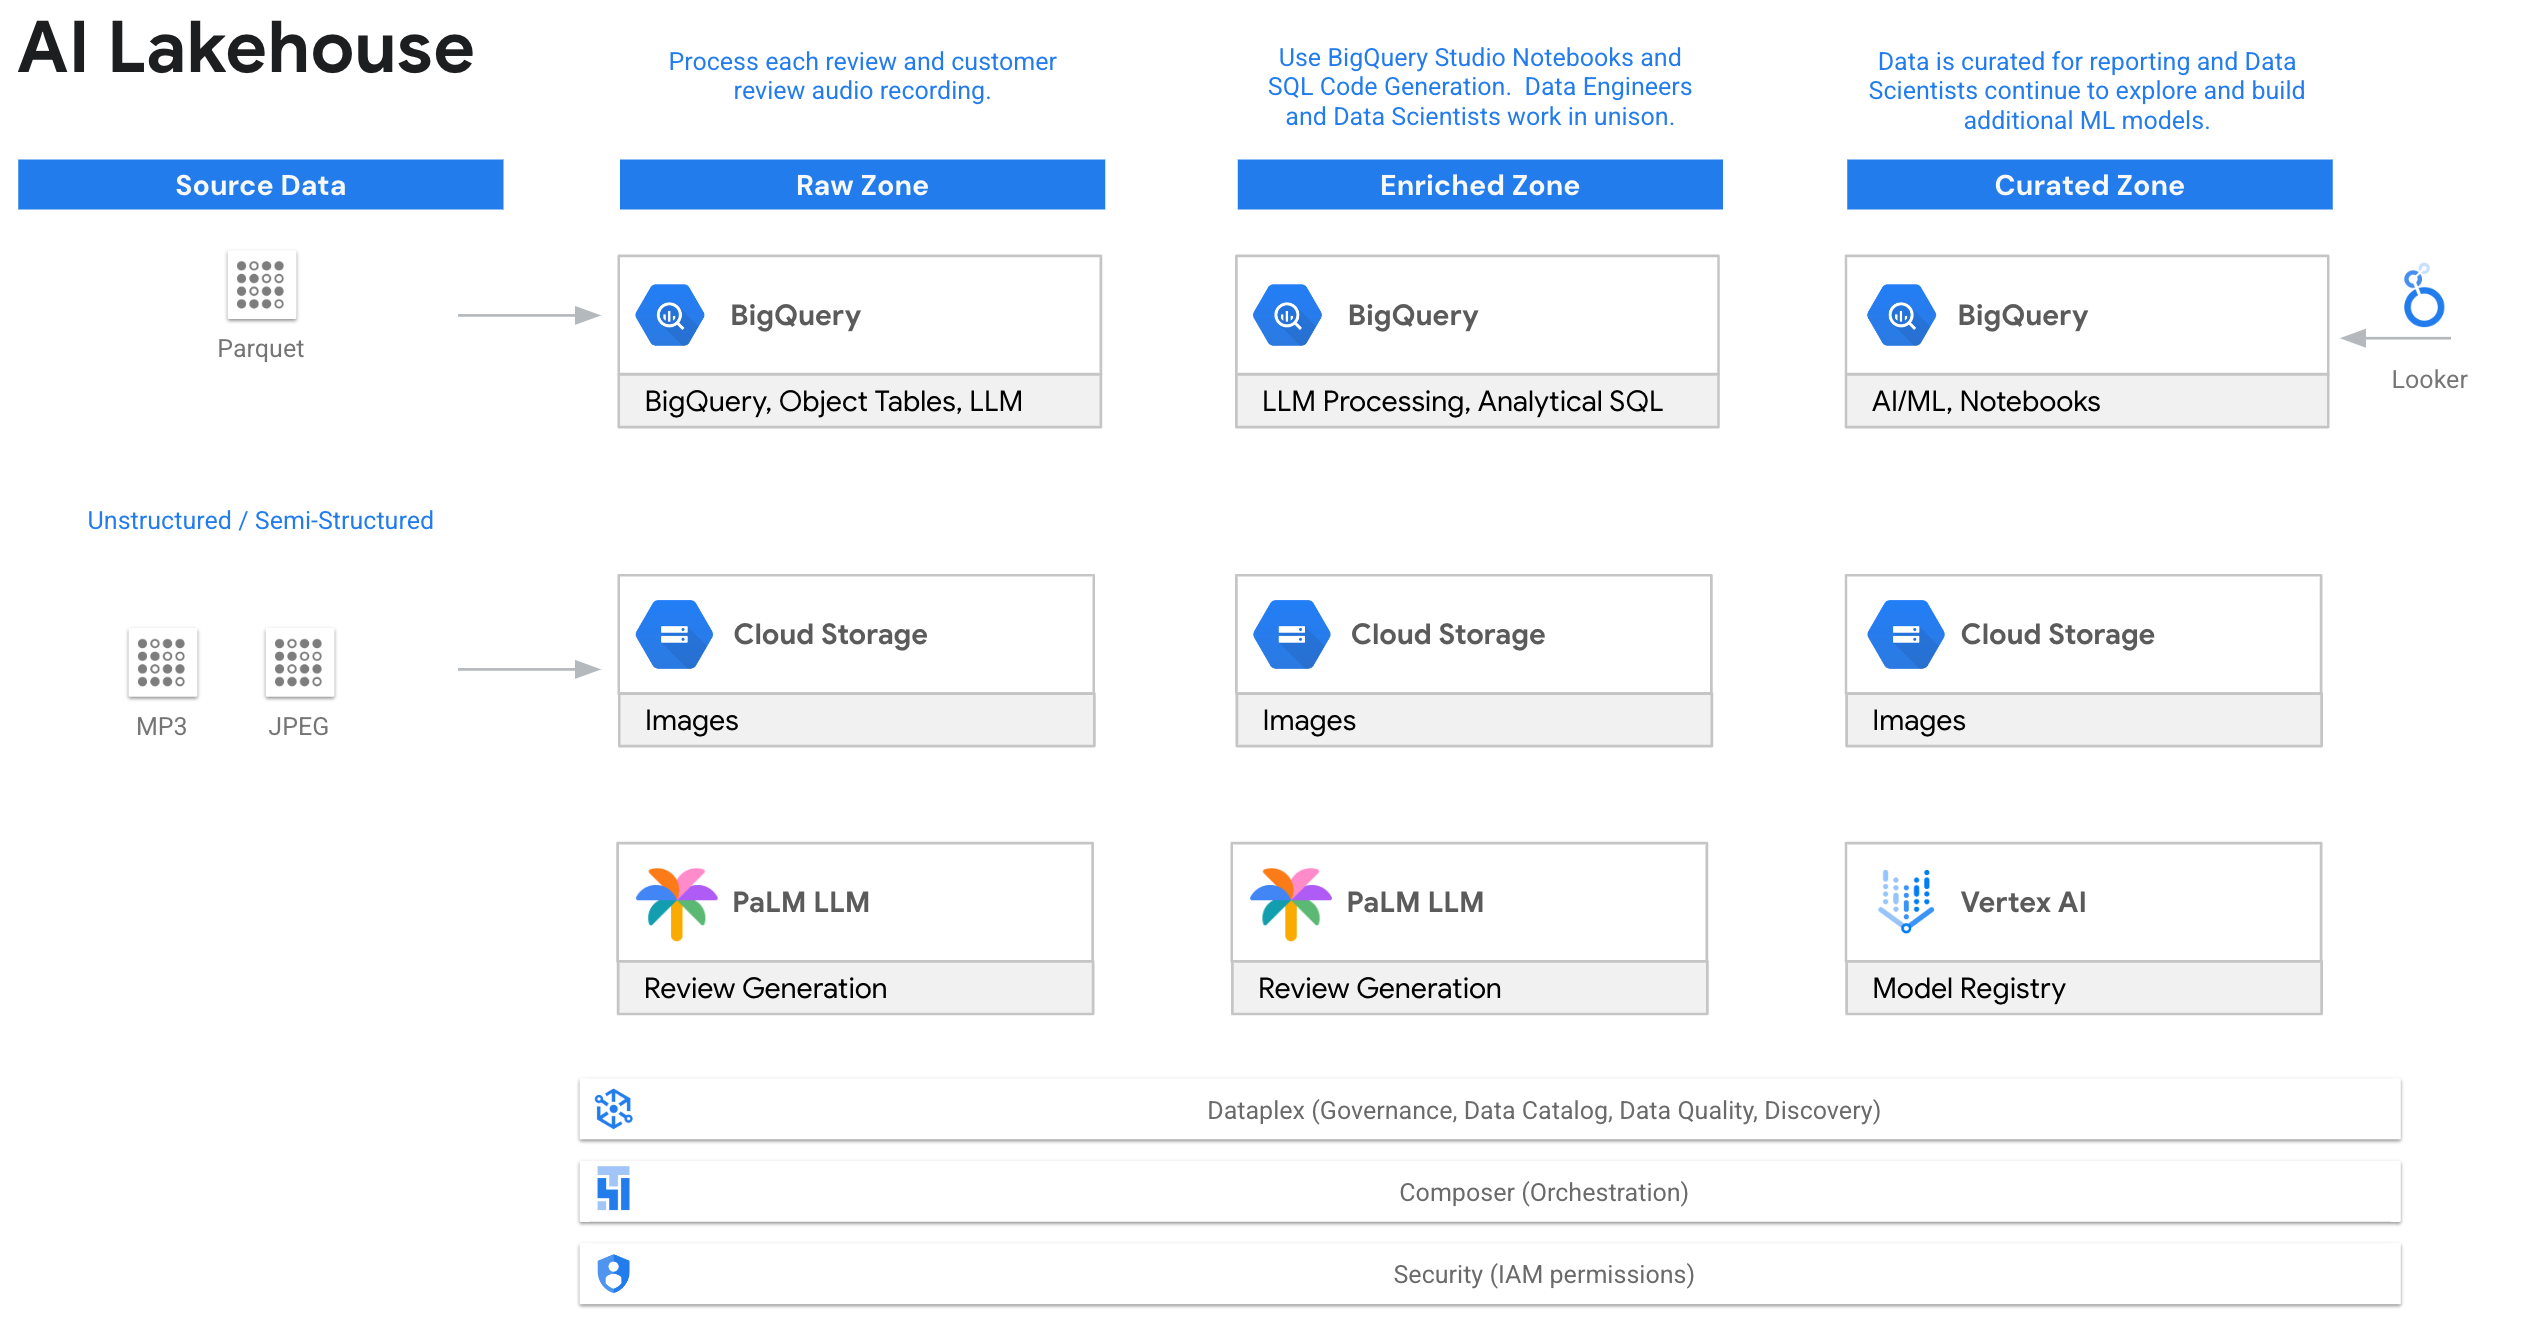 AI Lakehouse
Process each review and customer
review audio recording.
Use BigQuery Studio Notebooks and
SQL Code Generation.  Data Engineers
and Data Scientists work in unison.
Data is curated for reporting and Data
Scientists continue to explore and build
additional ML models.
Source Data
Raw Zone
Enriched Zone
Curated Zone
Parquet
BigQuery
BigQuery, Object Tables, LLM
BigQuery
LLM Processing, Analytical SQL
BigQuery
AI/ML, Notebooks
Looker
Unstructured / Semi-Structured
MP3
JPEG
Cloud Storage
Images
Cloud Storage
Images
Cloud Storage
Images
PaLM LLM
Review Generation
PaLM LLM
Review Generation
Vertex AI
Model Registry
Dataplex (Governance, Data Catalog, Data Quality, Discovery)
Composer (Orchestration)
Security (IAM permissions)